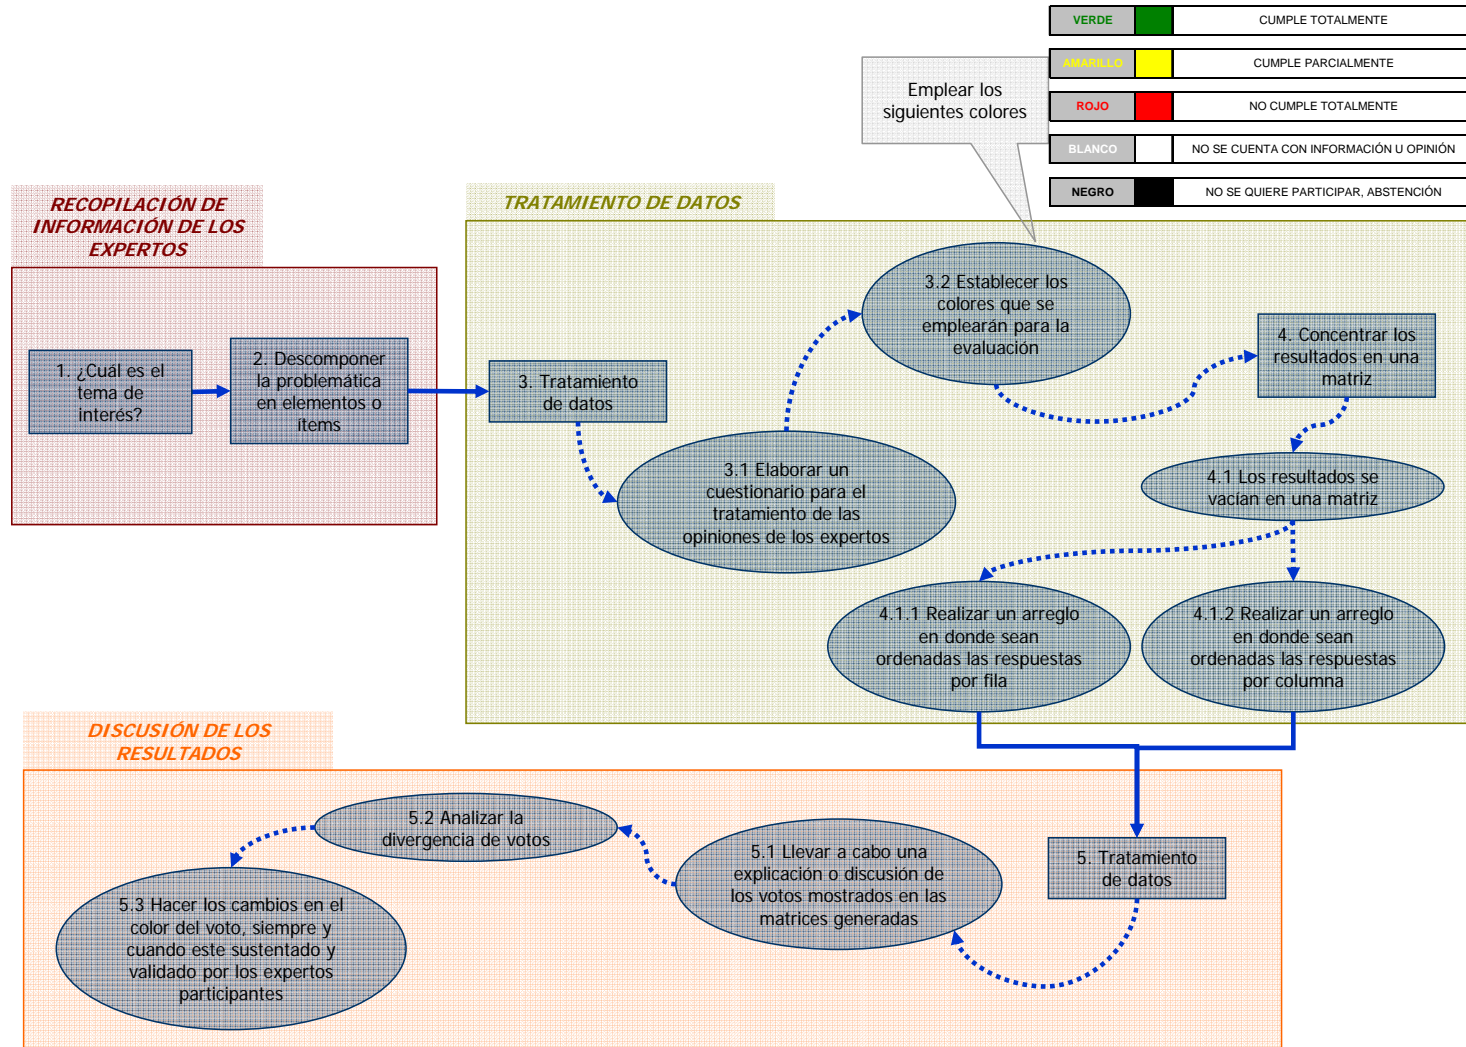 VERDE
CUMPLE TOTALMENTE
AMARILLO
CUMPLE PARCIALMENTE
ROJO
NO CUMPLE TOTALMENTE
BLANCO
NO SE CUENTA CON INFORMACIÓN U OPINIÓN
NEGRO
NO SE QUIERE PARTICIPAR, ABSTENCIÓN
Emplear los
siguientes colores
RECOPILACIÓN DE
INFORMACIÓN DE LOS
EXPERTOS
1. ¿Cuál es el
tema de
interés?
2. Descomponer
la problemática
en elementos o
ítems
TRATAMIENTO DE DATOS
3. Tratamiento
de datos
3.1 Elaborar un
cuestionario para el
tratamiento de las
opiniones de los expertos
3.2 Establecer los
colores que se
emplearán para la
evaluación
4. Concentrar los
resultados en una
matriz
4.1 Los resultados se
vacían en una matriz
4.1.1 Realizar un arreglo
en donde sean
ordenadas las respuestas
por fila
4.1.2 Realizar un arreglo
en donde sean
ordenadas las respuestas
por columna
DISCUSIÓN DE LOS
RESULTADOS
5. Tratamiento
de datos
5.1 Llevar a cabo una
explicación o discusión de
los votos mostrados en las
matrices generadas
5.2 Analizar la
divergencia de votos
5.3 Hacer los cambios en el
color del voto, siempre y
cuando este sustentado y
validado por los expertos
participantes